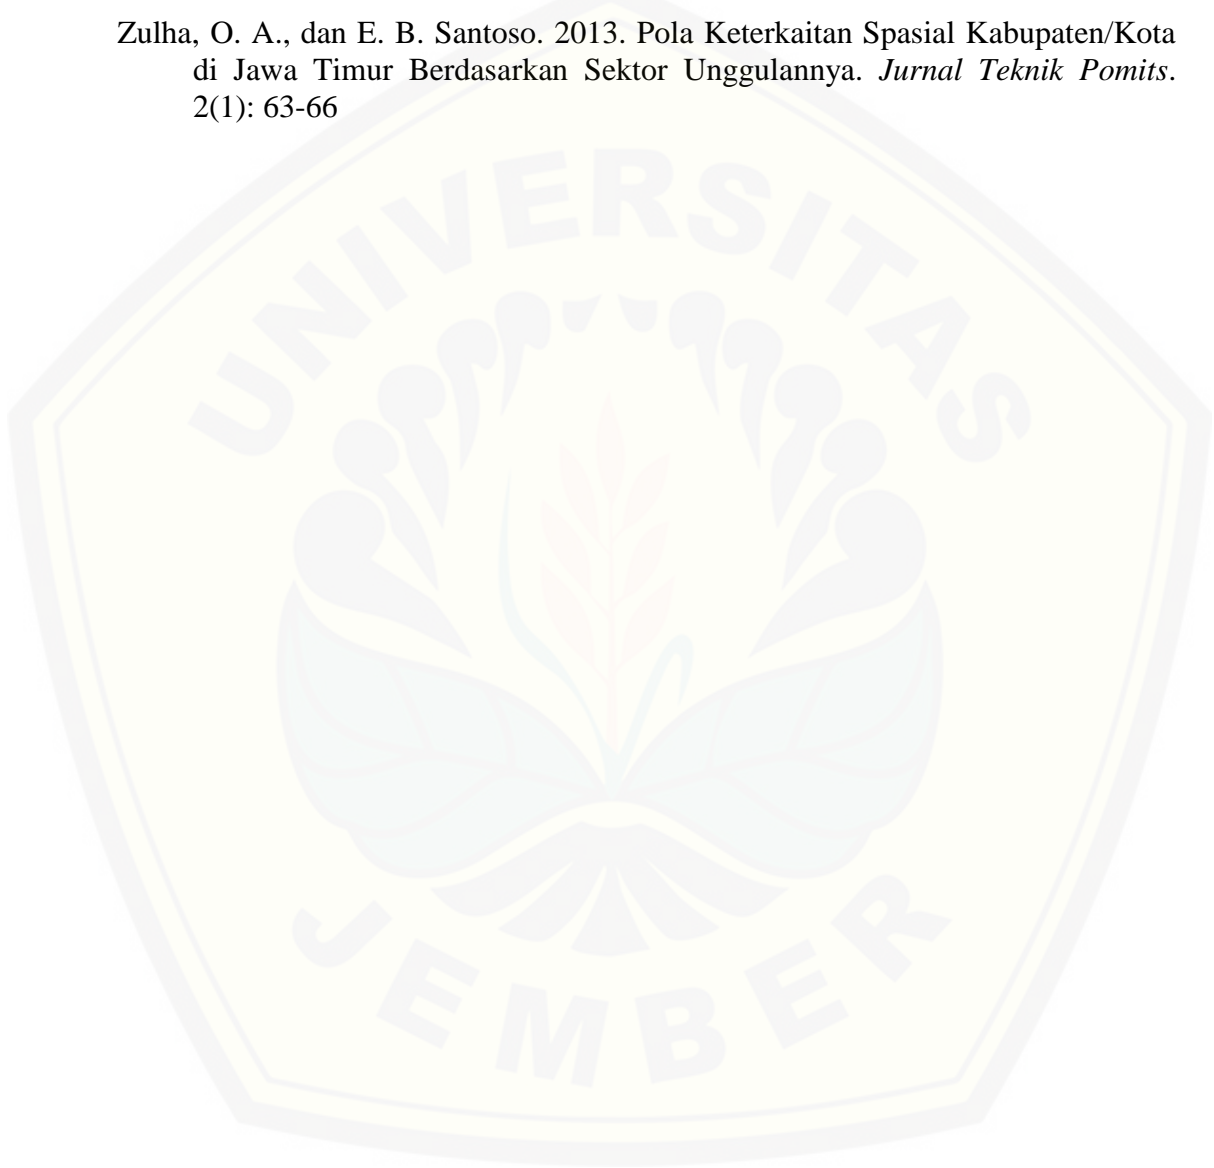 Zulha, O. A., dan E. B. Santoso. 2013. Pola Keterkaitan Spasial Kabupaten/Kota
di Jawa Timur Berdasarkan Sektor Unggulannya. Jurnal Teknik Pomits.
2(1): 63-66
UNIVERSITAS
JEMBER